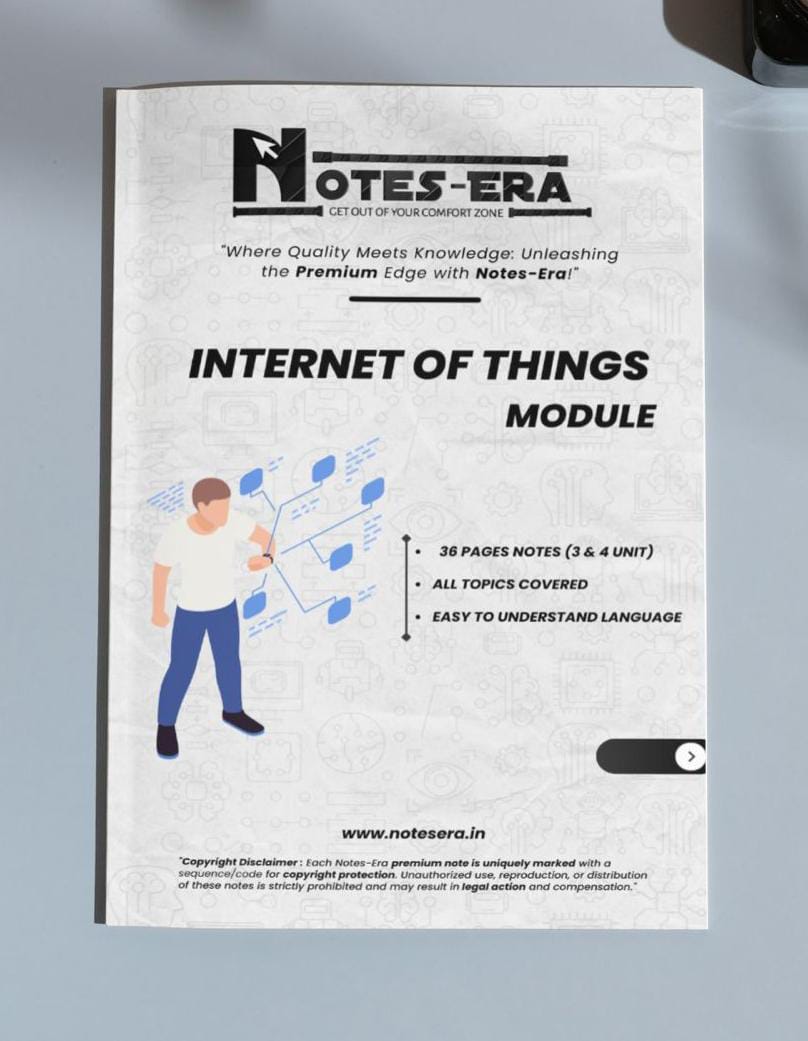 NOTES-ERA
GET OUT OF YOUR COMFORT ZONE
"Where Quality Meets Knowledge: Unleashing
the Premium Edge with Notes-Era!"
INTERNET OF THINGS
MODULE
• 36 PAGES NOTES (3 & 4 UNIT)
• ALL TOPICS COVERED
• EASY TO UNDERSTAND LANGUAGE
www.notesera.in
"Copyright Disclaimer : Each Notes-Era premium note is uniquely marked with a
sequence/code for copyright protection. Unauthorized use, reproduction, or distribution
of these notes is strictly prohibited and may result in legal action and compensation."